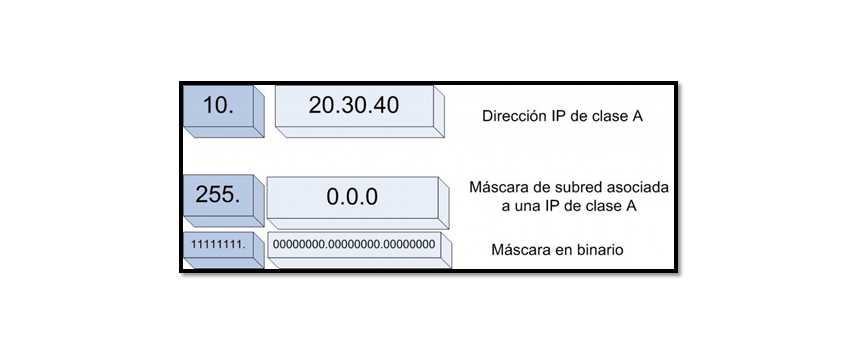 10. 20.30.40 Dirección IP de clase A
255. 0.0.0 Máscara de subred asociada
a una IP de clase A
11111111. 00000000.00000000.00000000 Máscara en binario